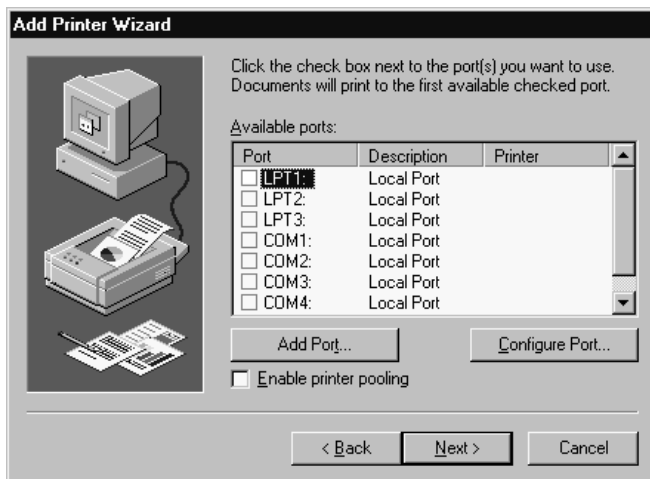 Add Printer Wizard
Click the check box next to the port(s) you want to use.
Documents will print to the first available checked port.
Available ports:
Port Description Printer
LPT1: Local Port
LPT2: Local Port
LPT3: Local Port
COM1: Local Port
COM2: Local Port
COM3: Local Port
COM4: Local Port
Add Port... Configure Port...
Enable printer pooling
< Back Next > Cancel